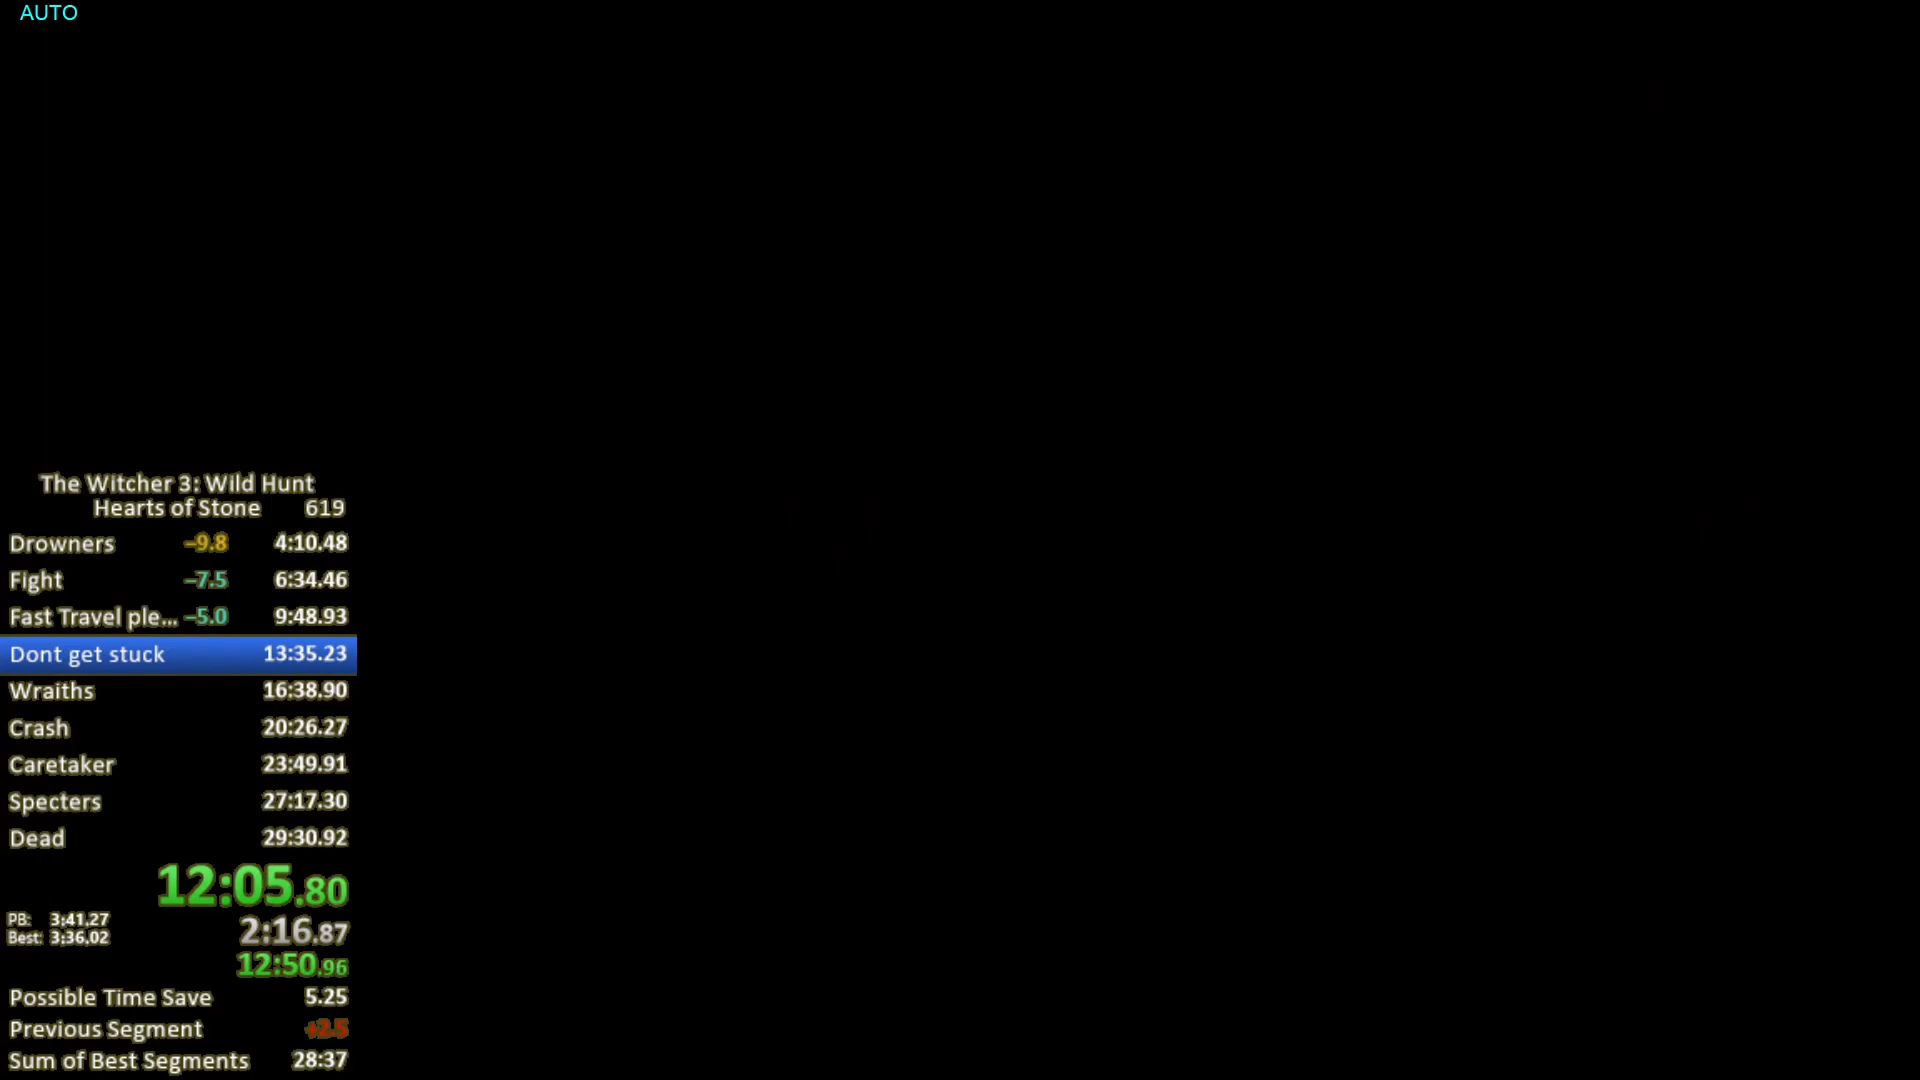 AUTO
The Witcher 3: Wild Hunt
Hearts of Stone 619
Drowners −9.8 4:10.48
Fight −7.5 6:34.46
Fast Travel ple... −5.0 9:48.93
Dont get stuck 13:35.23
Wraiths 16:38.90
Crash 20:26.27
Caretaker 23:49.91
Specters 27:17.30
Dead 29:30.92
12:05.80
PB: 3:41,27 2:16.87
Best: 3:36,02
12:50.96
Possible Time Save 5.25
Previous Segment +2.5
Sum of Best Segments 28:37